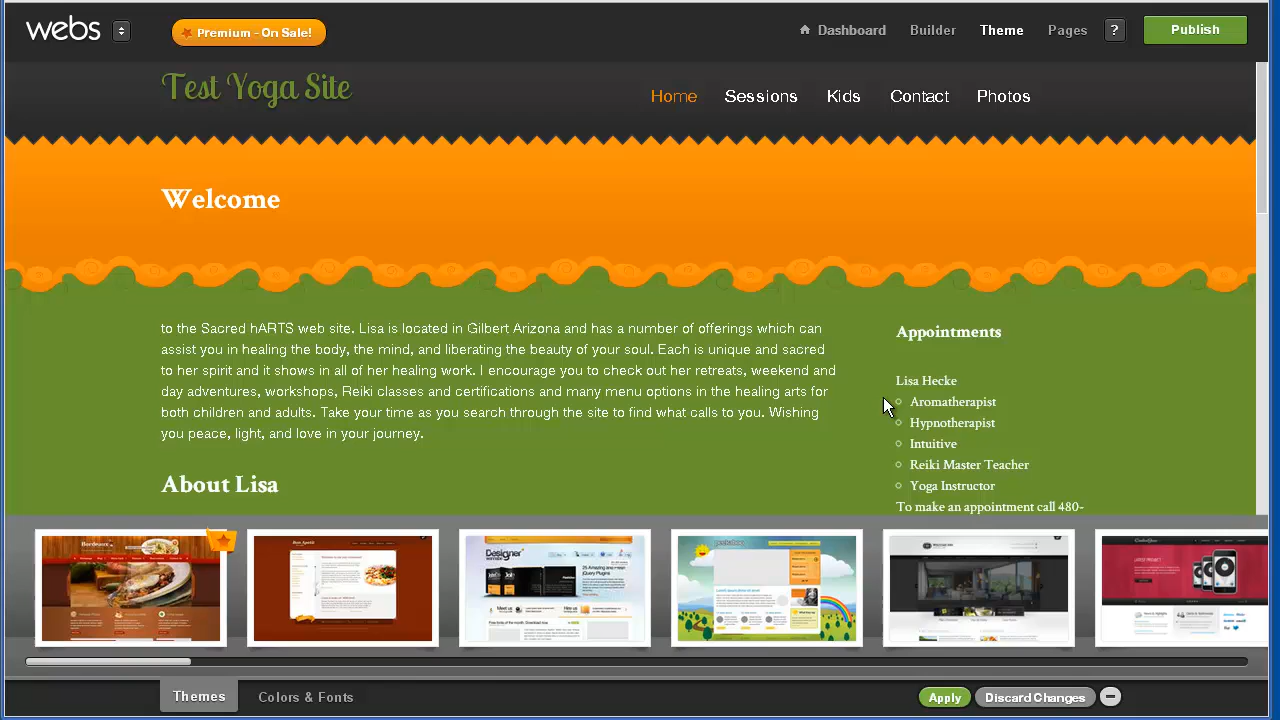 webs
Premium - On Sale!
Dashboard
Builder
Theme
Pages
?
Publish
Test Yoga Site
Home
Sessions
Kids
Contact
Photos
Welcome
to the Sacred hARTS web site. Lisa is located in Gilbert Arizona and has a number of offerings which can
assist you in healing the body, the mind, and liberating the beauty of your soul. Each is unique and sacred
to her spirit and it shows in all of her healing work. I encourage you to check out her retreats, weekend and
day adventures, workshops, Reiki classes and certifications and many menu options in the healing arts for
both children and adults. Take your time as you search through the site to find what calls to you. Wishing
you peace, light, and love in your journey.
About Lisa
Appointments
Lisa Hecke
Aromatherapist
Hypnotherapist
Intuitive
Reiki Master Teacher
Yoga Instructor
To make an appointment call 480-
Bordeaux
Bon Appetit
Designer
peekaboo
Themes
Colors & Fonts
Apply
Discard Changes